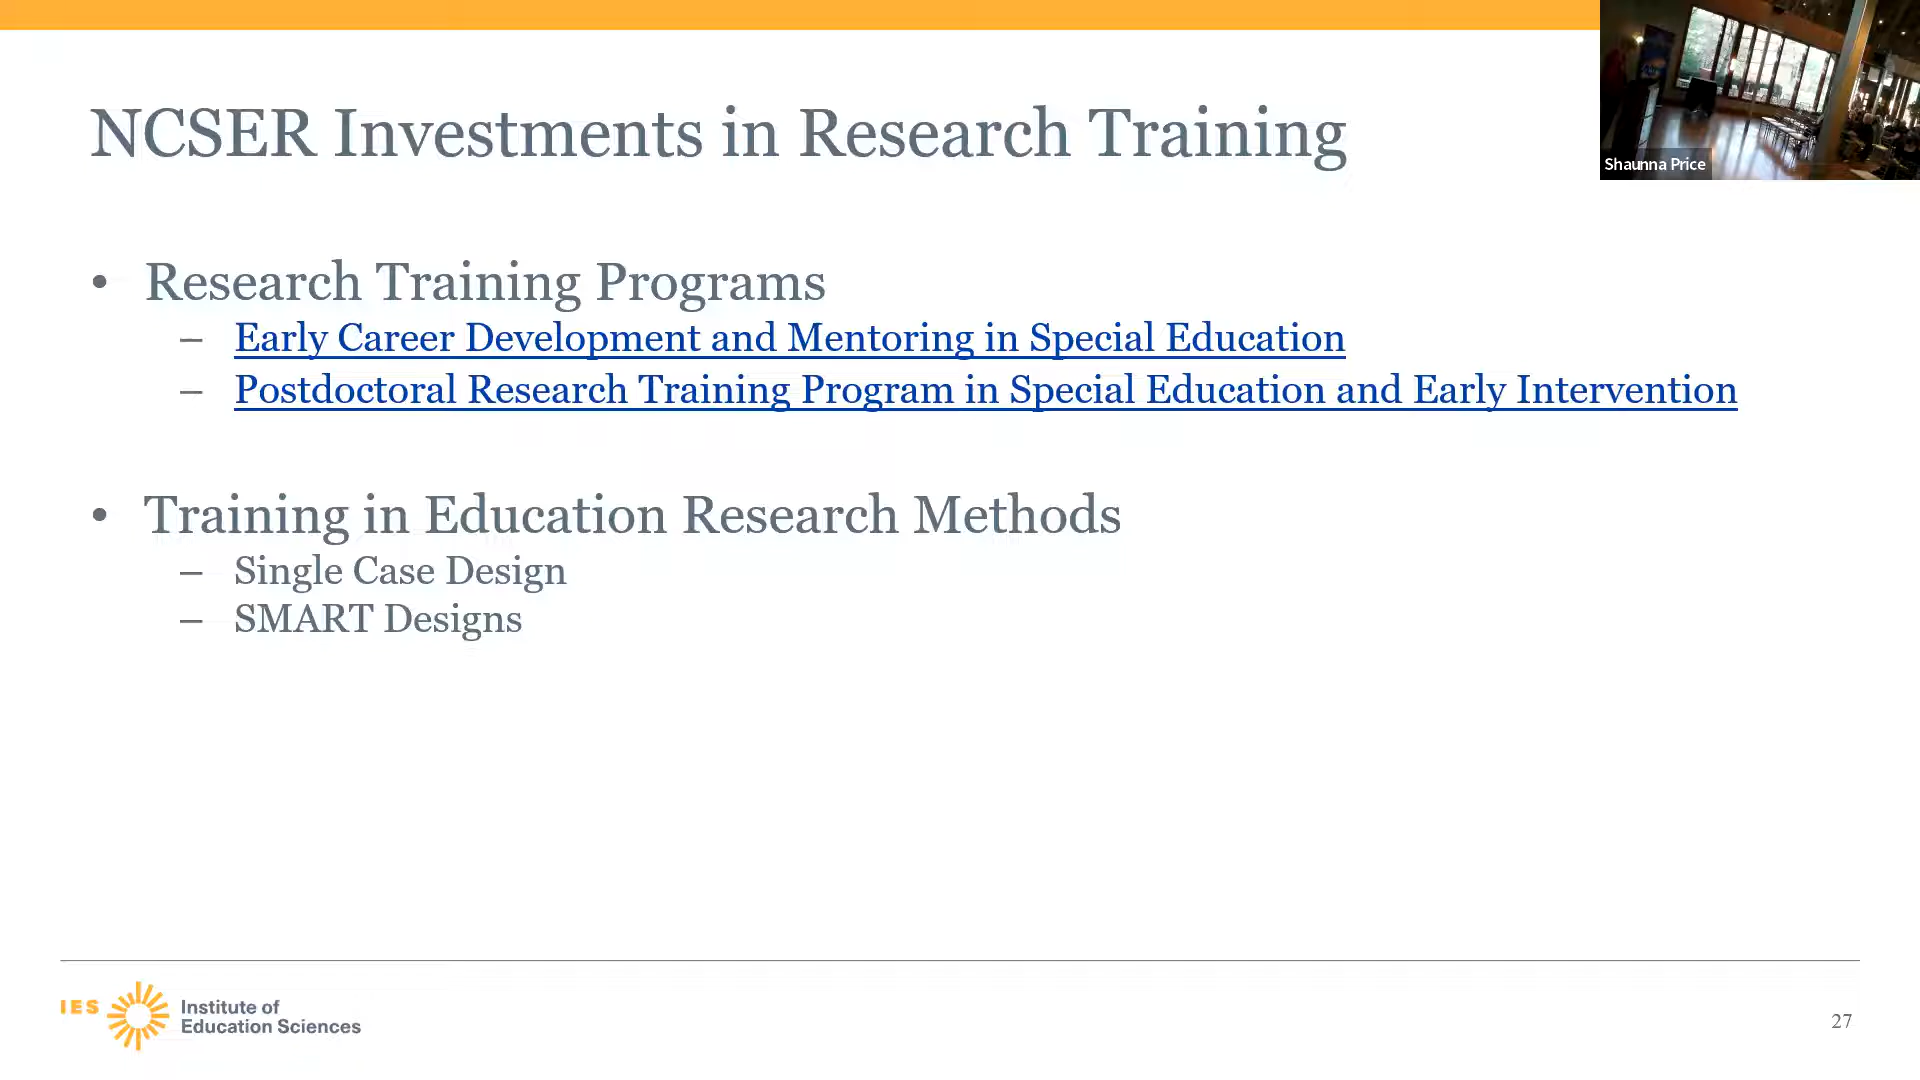 NCSER Investments in Research Training
Shaunna Price
• Research Training Programs
– Early Career Development and Mentoring in Special Education
– Postdoctoral Research Training Program in Special Education and Early Intervention
• Training in Education Research Methods
– Single Case Design
– SMART Designs
IES
Institute of
Education Sciences
27